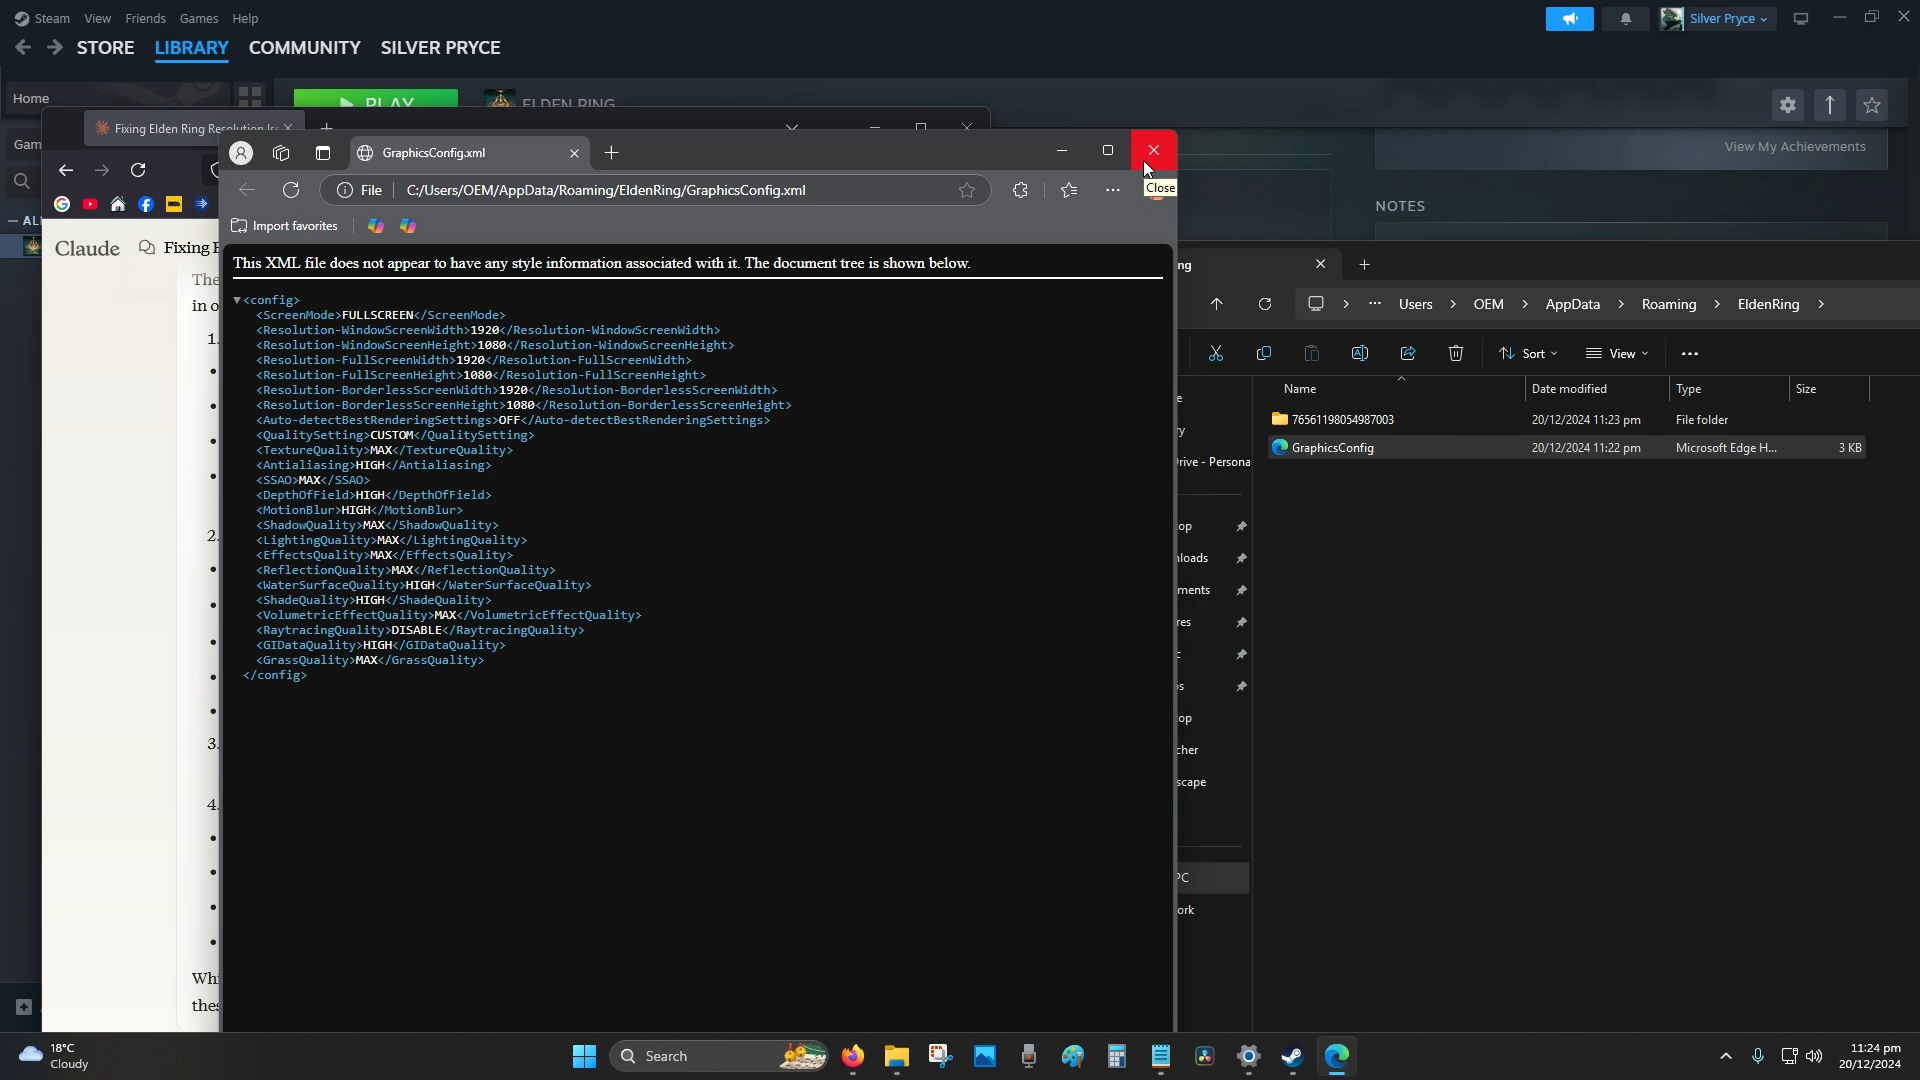 Steam View Friends Games Help
Silver Pryce
STORE LIBRARY COMMUNITY SILVER PRYCE
Home
PLAY
ELDEN RING
Fixing Elden Ring Resolution
GraphicsConfig.xml
View My Achievements
File C:/Users/OEM/AppData/Roaming/EldenRing/GraphicsConfig.xml
Close
NOTES
Import favorites
Claude
Fixing
This XML file does not appear to have any style information associated with it. The document tree is shown below.
<config>
<ScreenMode>FULLSCREEN</ScreenMode>
<Resolution-WindowScreenWidth>1920</Resolution-WindowScreenWidth>
<Resolution-WindowScreenHeight>1080</Resolution-WindowScreenHeight>
<Resolution-FullScreenWidth>1920</Resolution-FullScreenWidth>
<Resolution-FullScreenHeight>1080</Resolution-FullScreenHeight>
<Resolution-BorderlessScreenWidth>1920</Resolution-BorderlessScreenWidth>
<Resolution-BorderlessScreenHeight>1080</Resolution-BorderlessScreenHeight>
<Auto-detectBestRenderingSettings>OFF</Auto-detectBestRenderingSettings>
<QualitySetting>CUSTOM</QualitySetting>
<TextureQuality>MAX</TextureQuality>
<Antialiasing>HIGH</Antialiasing>
<SSAO>MAX</SSAO>
<DepthOfField>HIGH</DepthOfField>
<MotionBlur>HIGH</MotionBlur>
<ShadowQuality>MAX</ShadowQuality>
<LightingQuality>MAX</LightingQuality>
<EffectsQuality>MAX</EffectsQuality>
<ReflectionQuality>MAX</ReflectionQuality>
<WaterSurfaceQuality>HIGH</WaterSurfaceQuality>
<ShadeQuality>HIGH</ShadeQuality>
<VolumetricEffectQuality>MAX</VolumetricEffectQuality>
<RaytracingQuality>DISABLE</RaytracingQuality>
<GIDataQuality>HIGH</GIDataQuality>
<GrassQuality>MAX</GrassQuality>
</config>
1.
2.
3.
4.
Users > OEM > AppData > Roaming > EldenRing >
Sort View
Name Date modified Type Size
76561198054987003 20/12/2024 11:23 pm File folder
GraphicsConfig 20/12/2024 11:22 pm Microsoft Edge H... 3 KB
18°C
Cloudy
Search
11:24 pm
20/12/2024